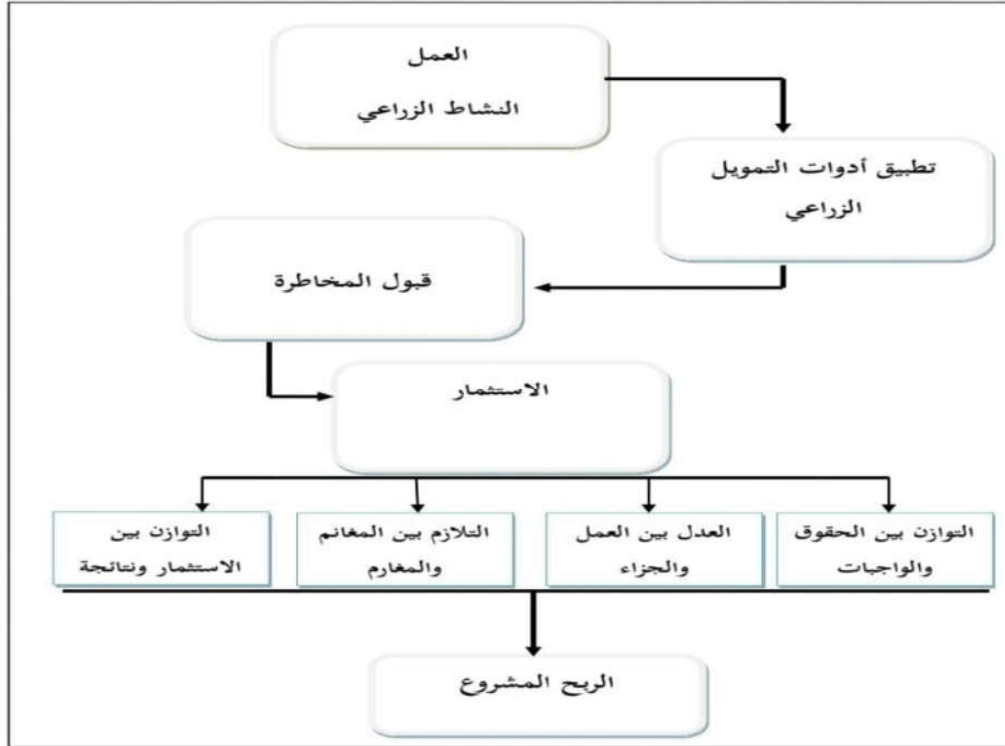 العمل
النشاط الزراعي
تطبيق أدوات التمويل
الزراعي
قبول المخاطرة
الاستثمار
التوازن بين الحقوق
والواجبات
العدل بين العمل
والجزاء
التلازم بين المغانم
والمغارم
التوازن بين
الاستثمار ونتائجة
الربح المشروع